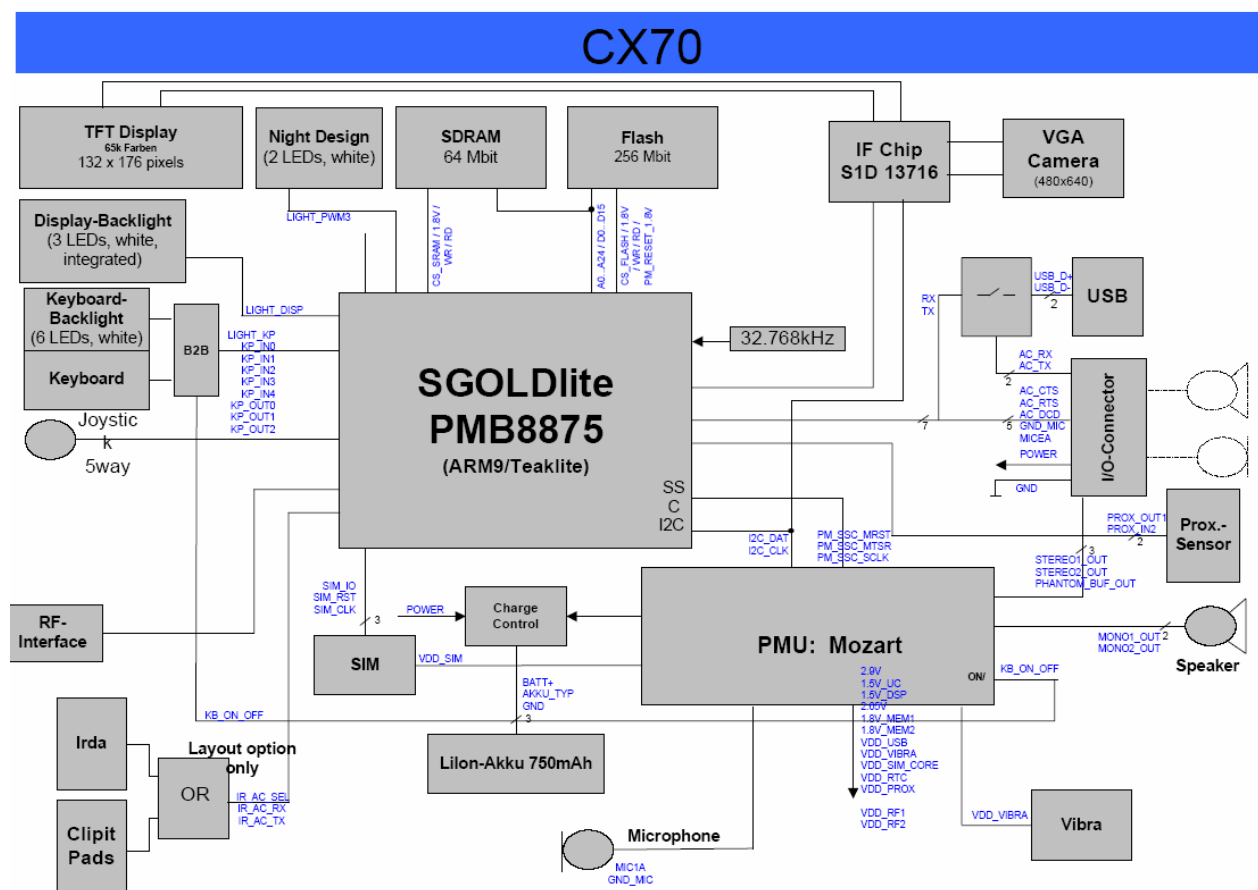 CX70
TFT Display
65k Farben
132 x 176 pixels
Night Design
(2 LEDs, white)
SDRAM
64 Mbit
Flash
256 Mbit
IF Chip
S1D 13716
VGA
Camera
(480x640)
Display-Backlight
(3 LEDs, white,
integrated)
LIGHT_PWM3
CS_SRAM / 1.8V /
WR / RD
A0...A24 / D0...D15
CS_FLASH / 1.8V
/ WR / RD /
PM_RESET_1.8V
USB_D+
USB_D-
2
USB
RX
TX
Keyboard-
Backlight
(6 LEDs, white)
Keyboard
B2B
LIGHT_DISP
LIGHT_KP
KP_IN0
KP_IN1
KP_IN2
KP_IN3
KP_IN4
KP_OUT0
KP_OUT1
KP_OUT2
Joystic
k
5way
SGOLDlite
PMB8875
(ARM9/Teaklite)
SS
C
I2C
32.768kHz
AC_RX
AC_TX
2
AC_CTS
AC_RTS
AC_DCD
GND_MIC
MICEA
7
5
POWER
GND
I/O-Connector
PROX_OUT1
PROX_IN2
2
Prox.-
Sensor
I2C_DAT
I2C_CLK
PM_SSC_MRST
PM_SSC_MTSR
PM_SSC_SCLK
3
STEREO1_OUT
STEREO2_OUT
PHANTOM_BUF_OUT
SIM_IO
SIM_RST
SIM_CLK
3
POWER
Charge
Control
RF-
Interface
SIM
VDD_SIM
PMU: Mozart
ON/
KB_ON_OFF
MONO1_OUT
MONO2_OUT
2
Speaker
BATT+
AKKU_TYP
GND
3
KB_ON_OFF
2.9V
1.5V_UC
1.5V_DSP
2.65V
1.8V_MEM1
1.8V_MEM2
VDD_USB
VDD_VIBRA
VDD_SIM_CORE
VDD_RTC
VDD_PROX
VDD_RF1
VDD_RF2
Irda
Clipit
Pads
Layout option
only
OR
IR_AC_SEL
IR_AC_RX
IR_AC_TX
LiIon-Akku 750mAh
Microphone
MIC1A
GND_MIC
VDD_VIBRA
Vibra